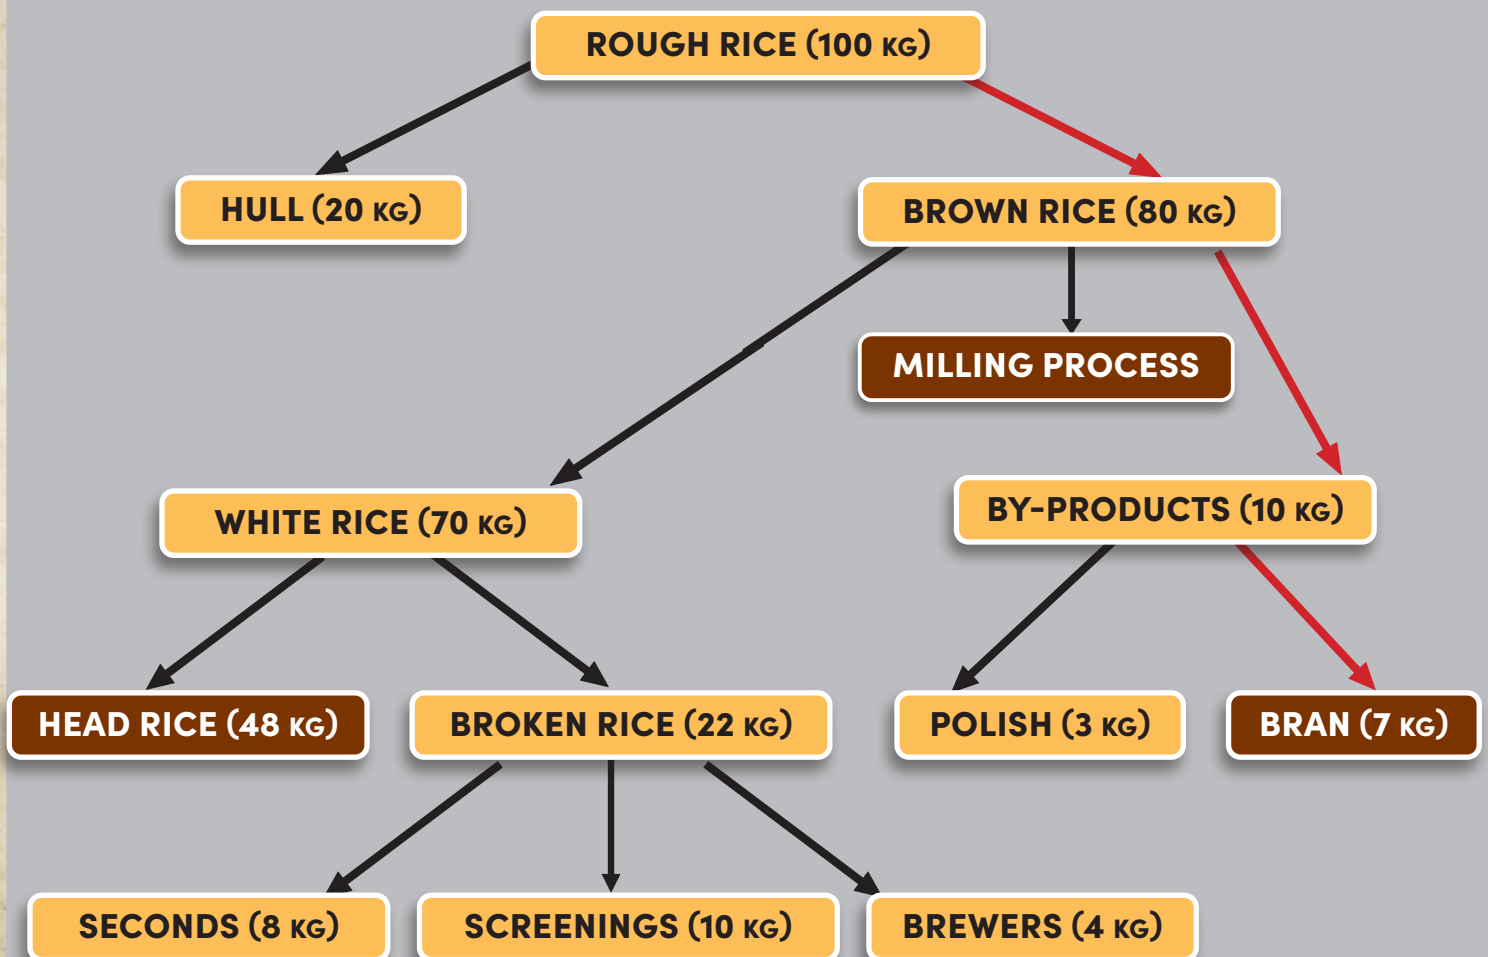 ROUGH RICE (100 KG)
HULL (20 KG)
BROWN RICE (80 KG)
MILLING PROCESS
WHITE RICE (70 KG)
BY-PRODUCTS (10 KG)
HEAD RICE (48 KG)
BROKEN RICE (22 KG)
POLISH (3 KG)
BRAN (7 KG)
SECONDS (8 KG)
SCREENINGS (10 KG)
BREWERS (4 KG)